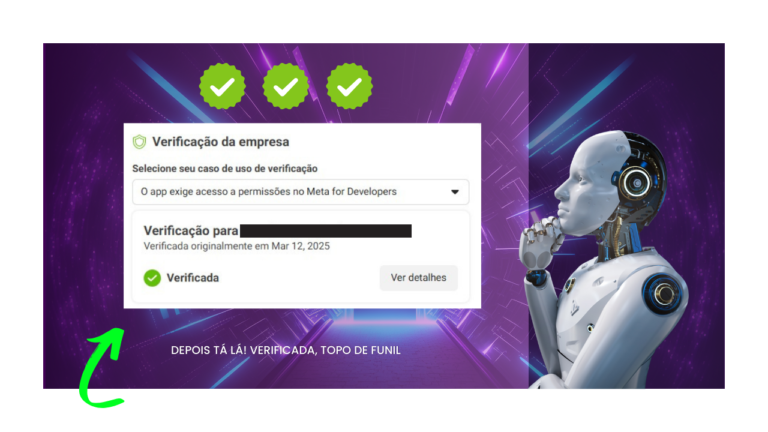 Verificação da empresa
Selecione seu caso de uso de verificação
O app exige acesso a permissões no Meta for Developers
Verificação para
Verificada originalmente em Mar 12, 2025
Verificada
Ver detalhes
DEPOIS TÁ LÁ! VERIFICADA, TOPO DE FUNIL